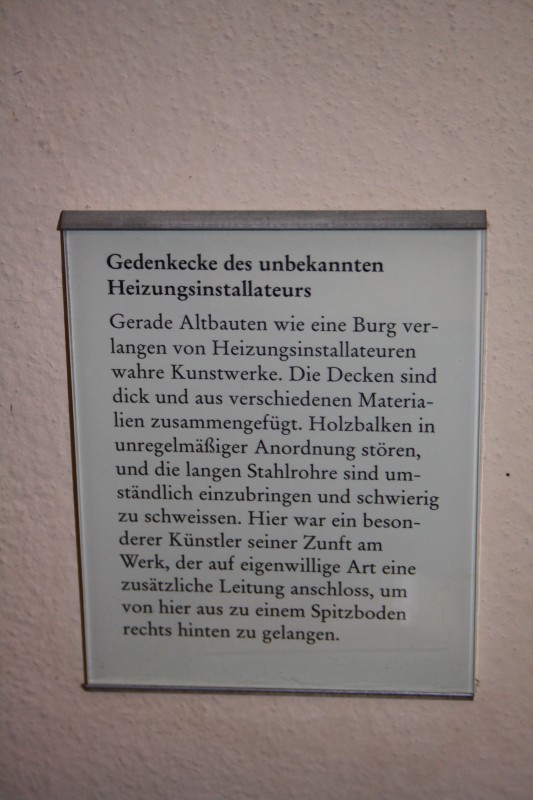 Gedenkecke des unbekannten
Heizungsinstallateurs
Gerade Altbauten wie eine Burg ver-
langen von Heizungsinstallateuren
wahre Kunstwerke. Die Decken sind
dick und aus verschiedenen Materia-
lien zusammengefügt. Holzbalken in
unregelmäßiger Anordnung stören,
und die langen Stahlrohre sind um-
ständlich einzubringen und schwierig
zu schweissen. Hier war ein beson-
derer Künstler seiner Zunft am
Werk, der auf eigenwillige Art eine
zusätzliche Leitung anschloss, um
von hier aus zu einem Spitzboden
rechts hinten zu gelangen.